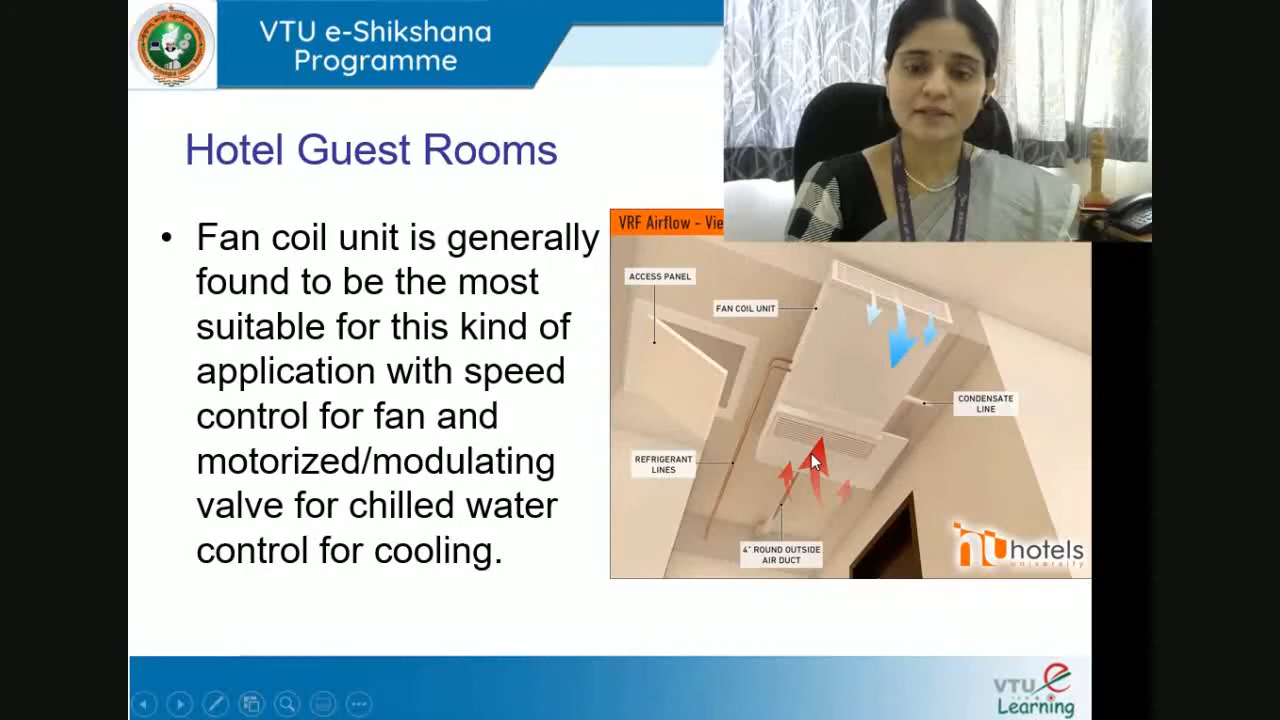 VTU e-Shikshana
Programme
Hotel Guest Rooms
• Fan coil unit is generally
found to be the most
suitable for this kind of
application with speed
control for fan and
motorized/modulating
valve for chilled water
control for cooling.
VRF Airflow - Vie
ACCESS PANEL
FAN COIL UNIT
CONDENSATE
LINE
REFRIGERANT
LINES
4" ROUND OUTSIDE
AIR DUCT
nu hotels
university
VTU e
Learning